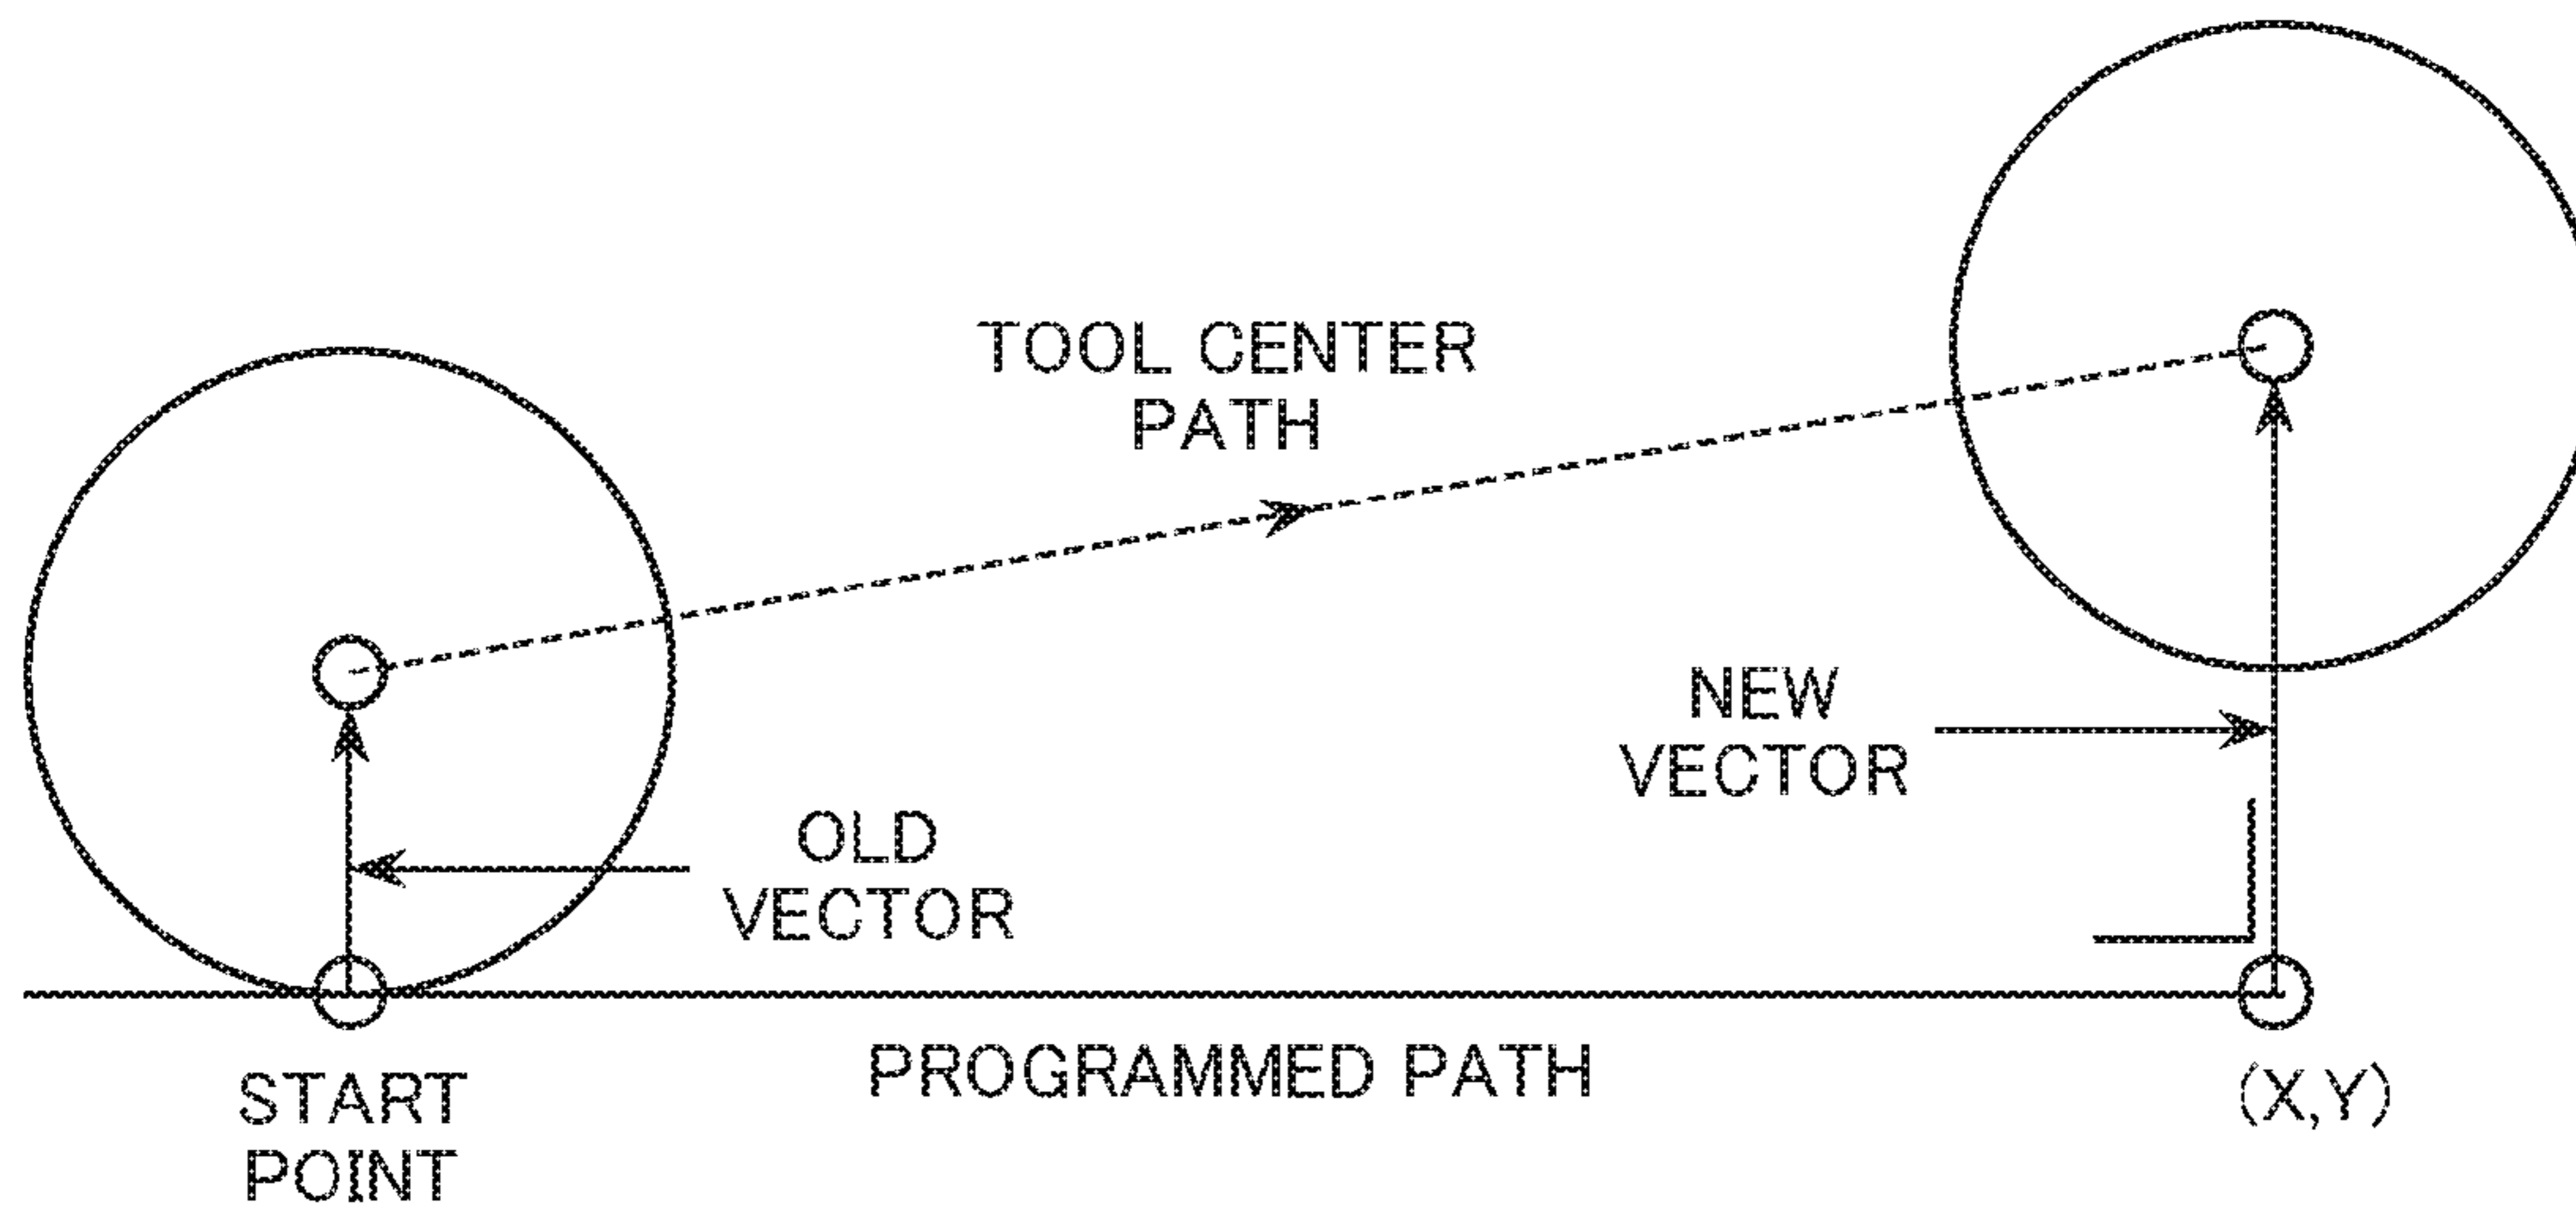 TOOL CENTER
PATH
NEW
VECTOR
OLD
VECTOR
PROGRAMMED PATH
START
POINT
(X,Y)